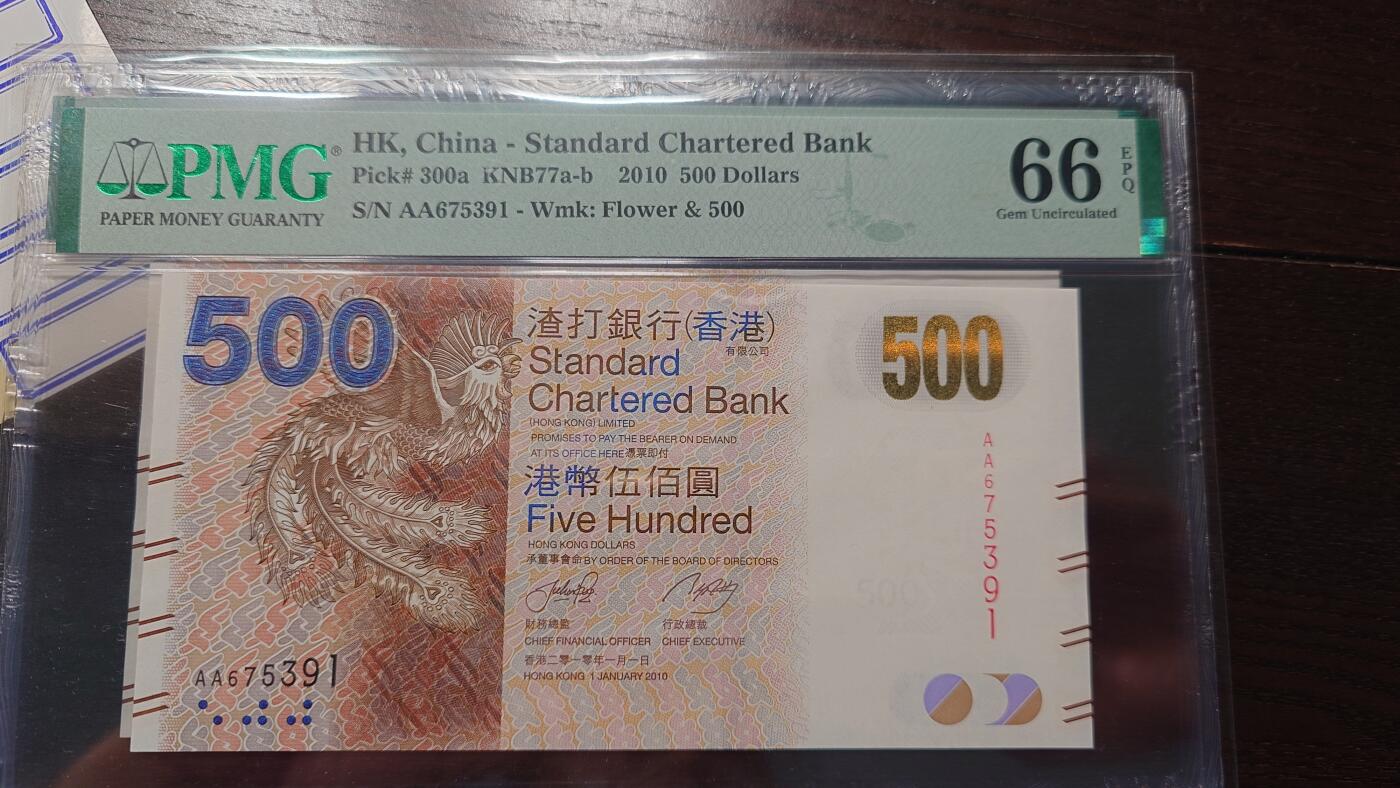 PMG®
PAPER MONEY GUARANTY
HK, China - Standard Chartered Bank
Pick# 300a KNB77a-b 2010 500 Dollars
S/N AA675391 - Wmk: Flower & 500
66
EPQ
Gem Uncirculated
500
渣打銀行(香港)
有限公司
Standard
Chartered Bank
(HONG KONG) LIMITED
PROMISES TO PAY THE BEARER ON DEMAND
AT ITS OFFICE HERE 憑票即付
港幣伍佰圓
Five Hundred
HONG KONG DOLLARS
承董事會命 BY ORDER OF THE BOARD OF DIRECTORS
財務總監 行政總裁
CHIEF FINANCIAL OFFICER CHIEF EXECUTIVE
香港二零一零年一月一日
HONG KONG 1 JANUARY 2010
AA675391
500
AA675391